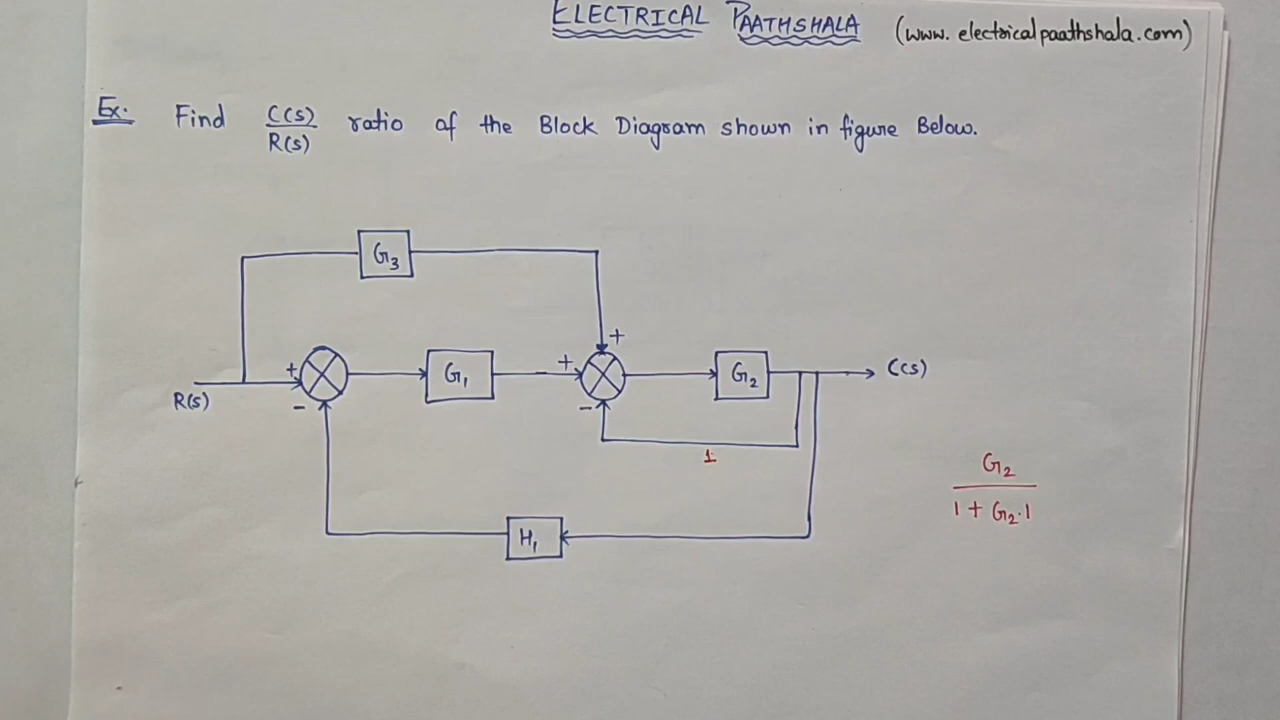 ELECTRICAL PAATHSHALA (www.electricalpaathshala.com)
Ex. Find C(s)/R(s) ratio of the Block Diagram shown in figure Below.
G3
+
R(s) + G1 + G2 C(s)
- -
1
G2
1 + G2.1
H1